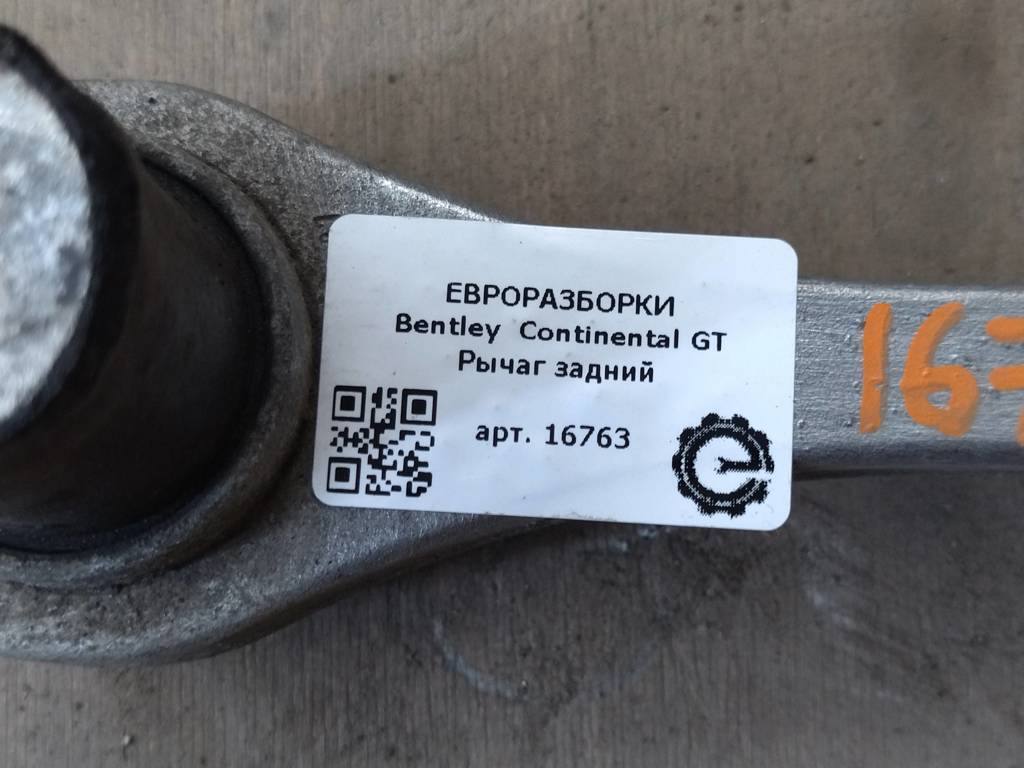 ЕВРОРАЗБОРКИ
Bentley Continental GT
Рычаг задний
арт. 16763